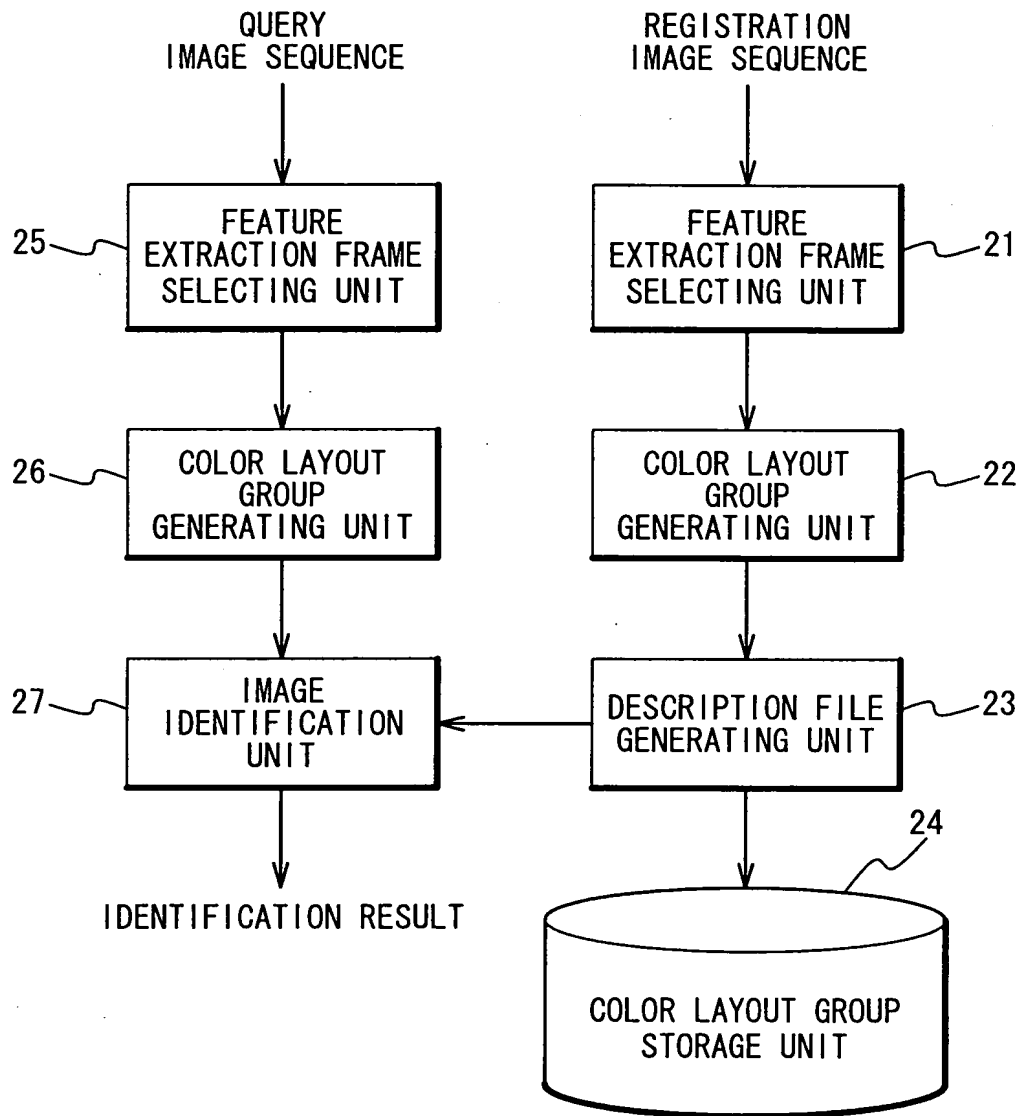 QUERY
IMAGE SEQUENCE
REGISTRATION
IMAGE SEQUENCE
25
FEATURE
EXTRACTION FRAME
SELECTING UNIT
FEATURE
EXTRACTION FRAME
SELECTING UNIT
21
26
COLOR LAYOUT
GROUP
GENERATING UNIT
COLOR LAYOUT
GROUP
GENERATING UNIT
22
27
IMAGE
IDENTIFICATION
UNIT
DESCRIPTION FILE
GENERATING UNIT
23
24
IDENTIFICATION RESULT
COLOR LAYOUT GROUP
STORAGE UNIT